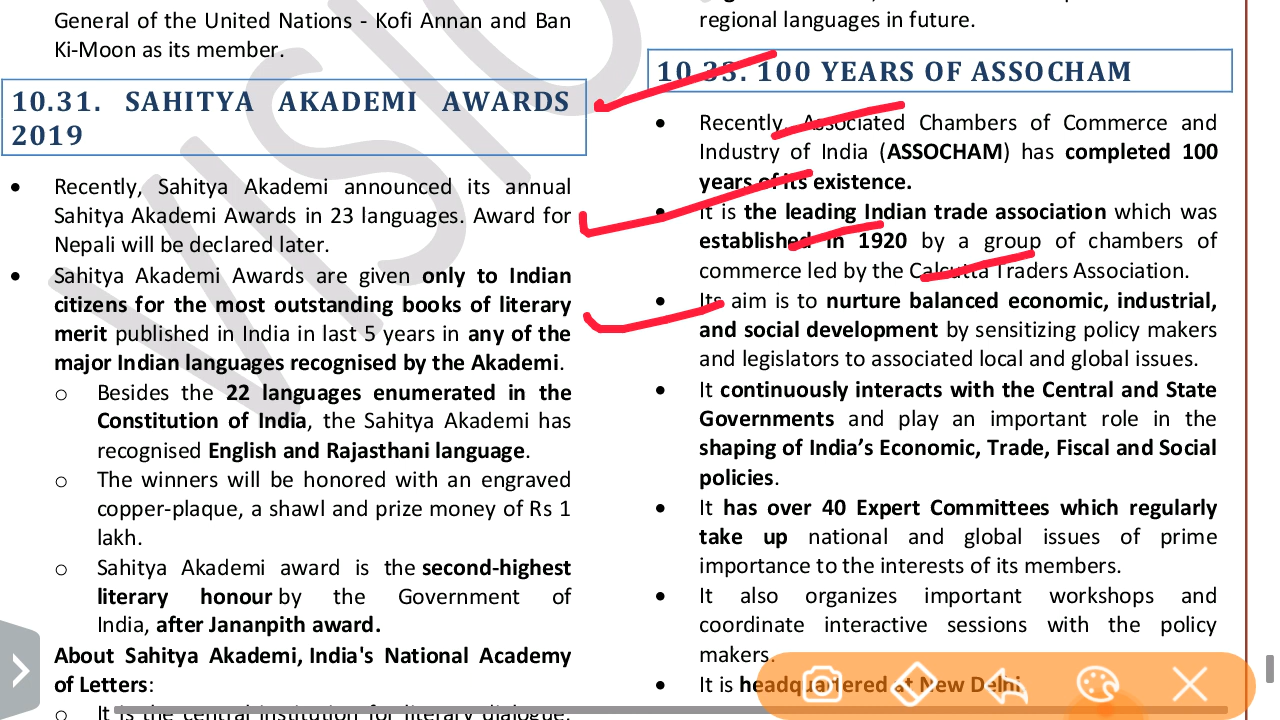 General of the United Nations - Kofi Annan and Ban
Ki-Moon as its member.
10.31. SAHITYA AKADEMI AWARDS
2019
• Recently, Sahitya Akademi announced its annual
Sahitya Akademi Awards in 23 languages. Award for
Nepali will be declared later.
• Sahitya Akademi Awards are given only to Indian
citizens for the most outstanding books of literary
merit published in India in last 5 years in any of the
major Indian languages recognised by the Akademi.
o Besides the 22 languages enumerated in the
Constitution of India, the Sahitya Akademi has
recognised English and Rajasthani language.
o The winners will be honored with an engraved
copper-plaque, a shawl and prize money of Rs 1
lakh.
o Sahitya Akademi award is the second-highest
literary honour by the Government of
India, after Jananpith award.
About Sahitya Akademi, India's National Academy
of Letters:
o It is the central institution for literary dialogue,
regional languages in future.
10.33. 100 YEARS OF ASSOCHAM
• Recently, Associated Chambers of Commerce and
Industry of India (ASSOCHAM) has completed 100
years of its existence.
• It is the leading Indian trade association which was
established in 1920 by a group of chambers of
commerce led by the Calcutta Traders Association.
• Its aim is to nurture balanced economic, industrial,
and social development by sensitizing policy makers
and legislators to associated local and global issues.
• It continuously interacts with the Central and State
Governments and play an important role in the
shaping of India's Economic, Trade, Fiscal and Social
policies.
• It has over 40 Expert Committees which regularly
take up national and global issues of prime
importance to the interests of its members.
• It also organizes important workshops and
coordinate interactive sessions with the policy
makers.
• It is headquartered at New Delhi